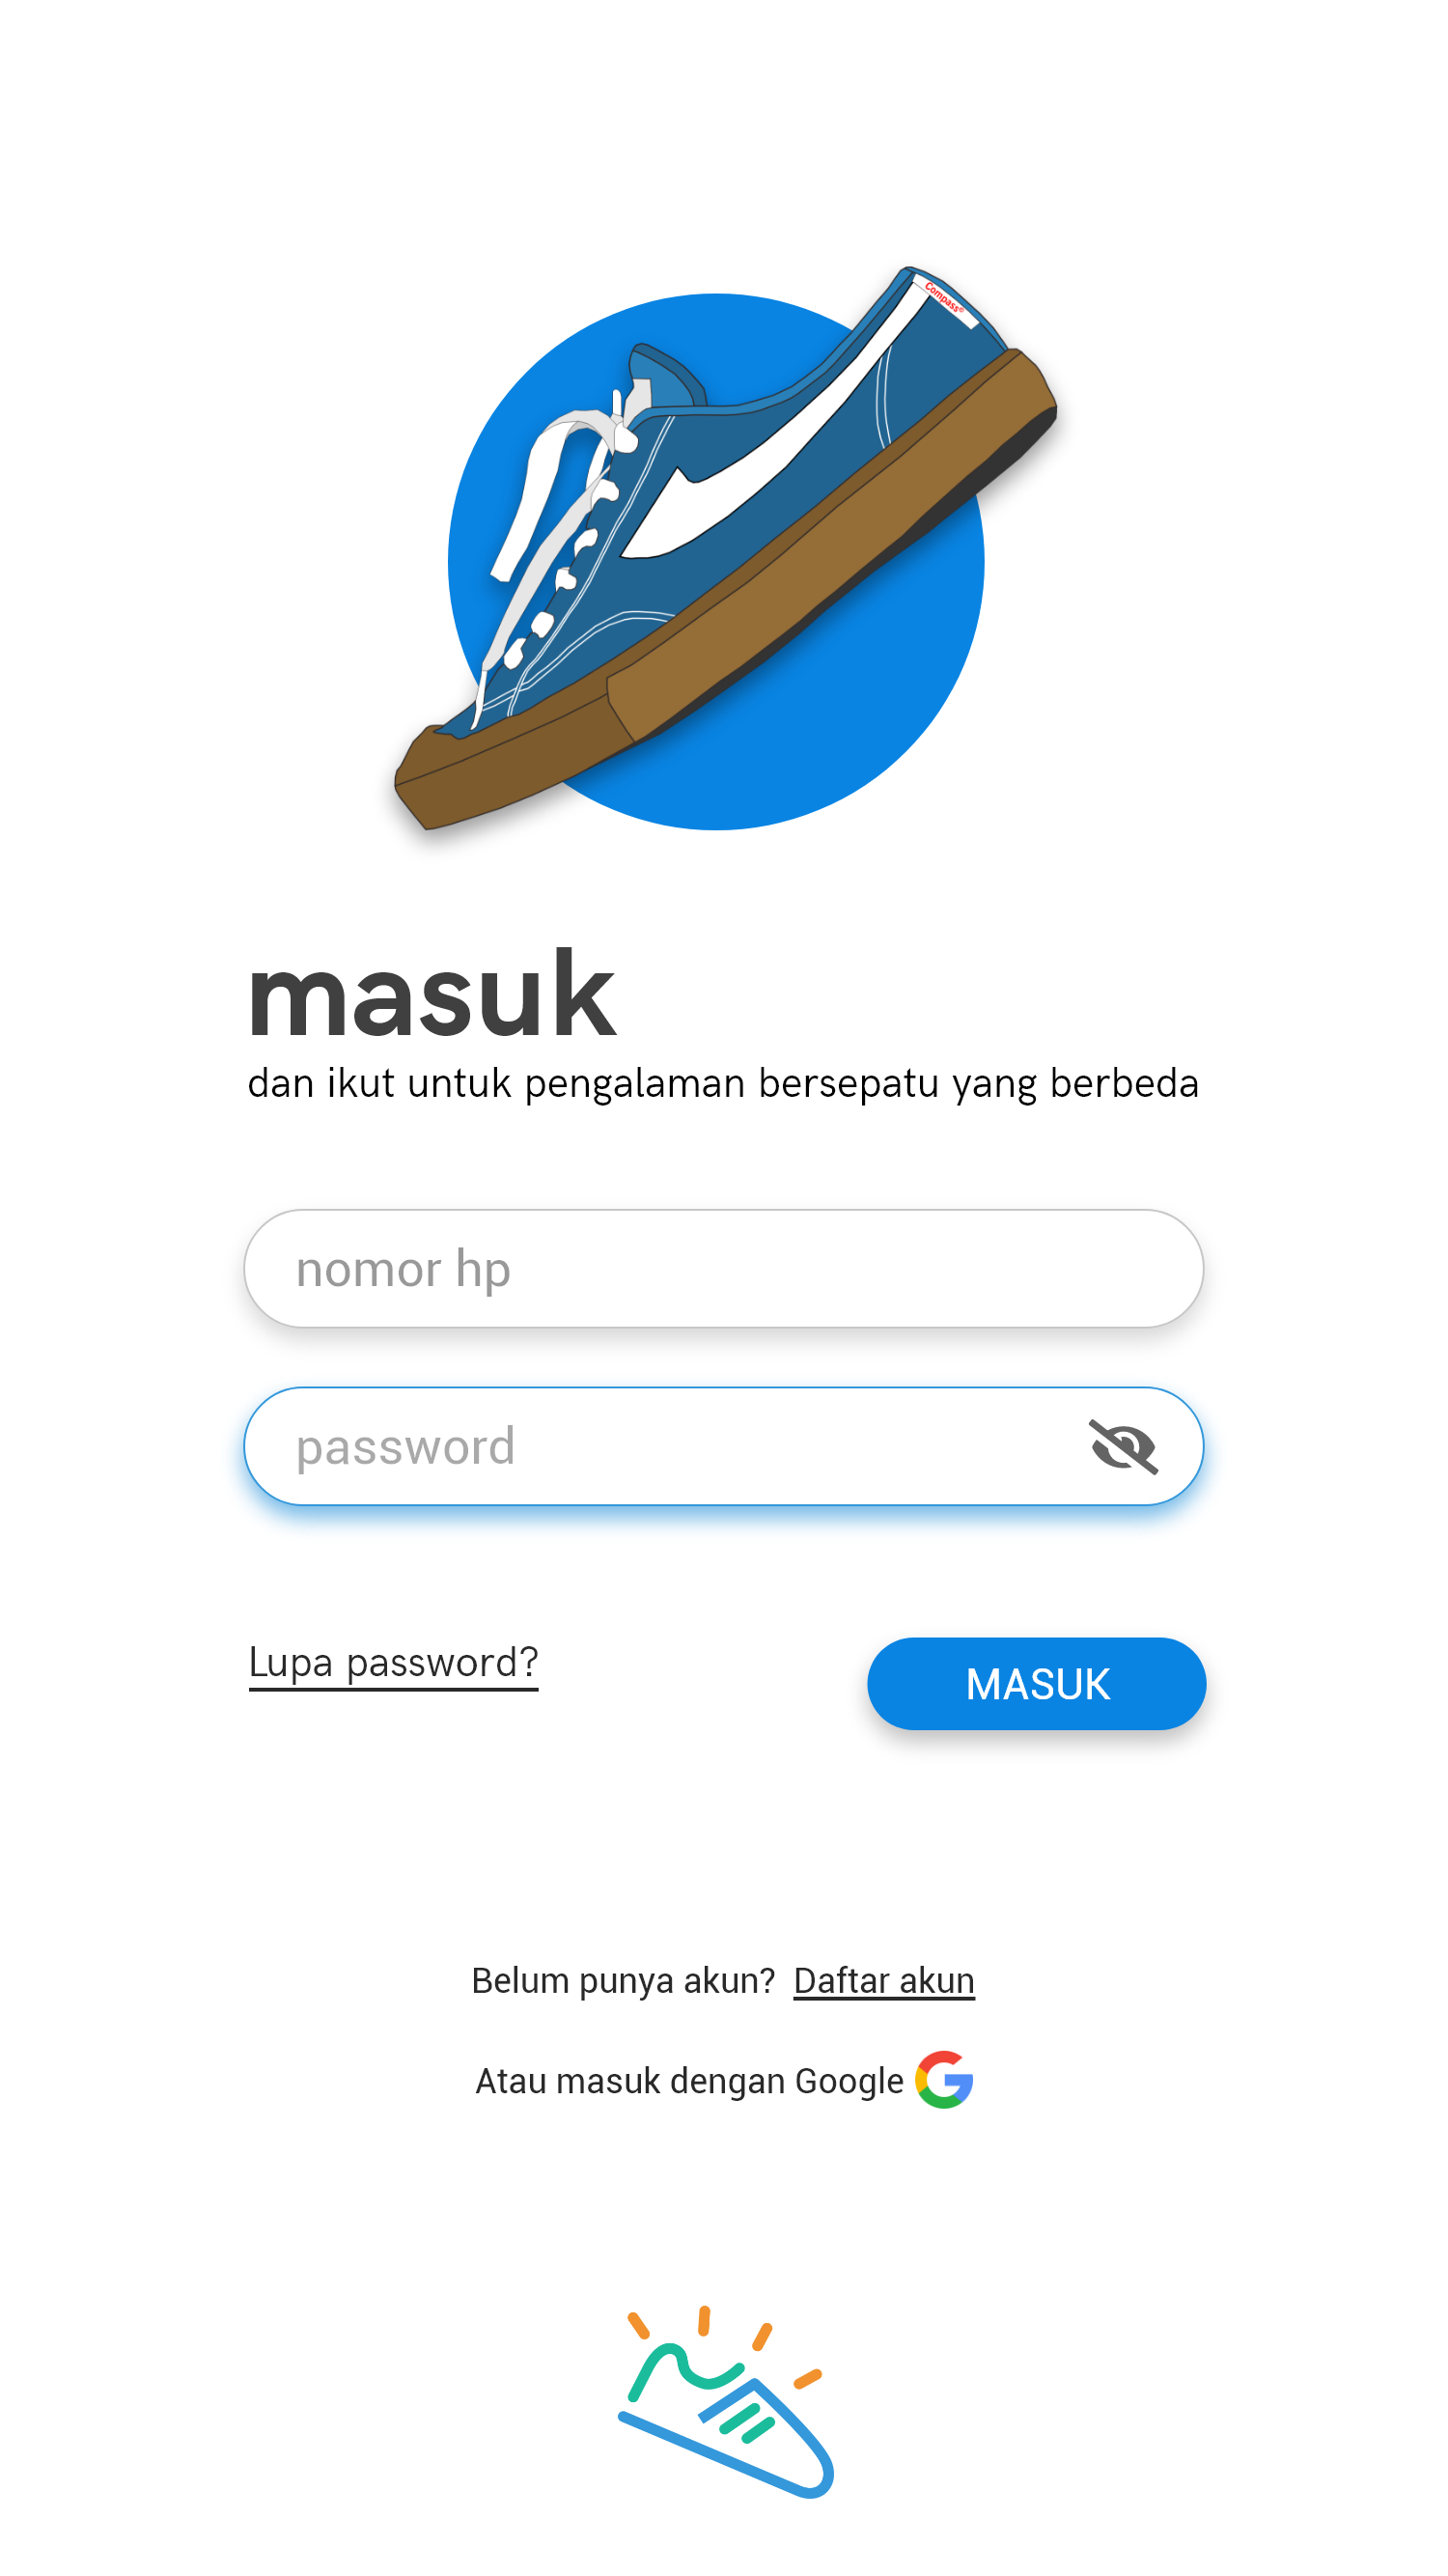 Compass®
masuk
dan ikut untuk pengalaman bersepatu yang berbeda
nomor hp
password
Lupa password?
MASUK
Belum punya akun? Daftar akun
Atau masuk dengan Google